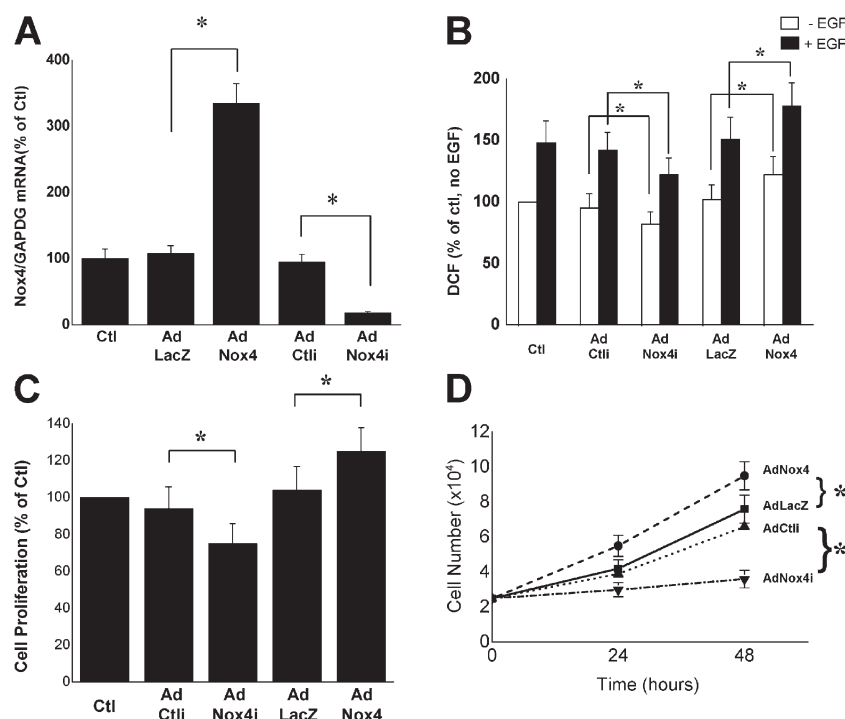 A
Nox4/GAPDG mRNA(% of Ctl)
400
300
200
100
0
*
*
Ctl
Ad
LacZ
Ad
Nox4
Ad
Ctli
Ad
Nox4i
B
- EGF
+ EGF
DCF (% of ctl, no EGF)
200
150
100
50
0
*
*
*
*
Ctl
Ad
Ctli
Ad
Nox4i
Ad
LacZ
Ad
Nox4
C
Cell Proliferation (% of Ctl)
140
120
100
80
60
40
20
0
*
*
Ctl
Ad
Ctli
Ad
Nox4i
Ad
LacZ
Ad
Nox4
D
Cell Number (x10⁴)
12
10
8
6
4
2
0
AdNox4
AdLacZ
AdCtli
AdNox4i
} *
} *
0
24
48
Time (hours)